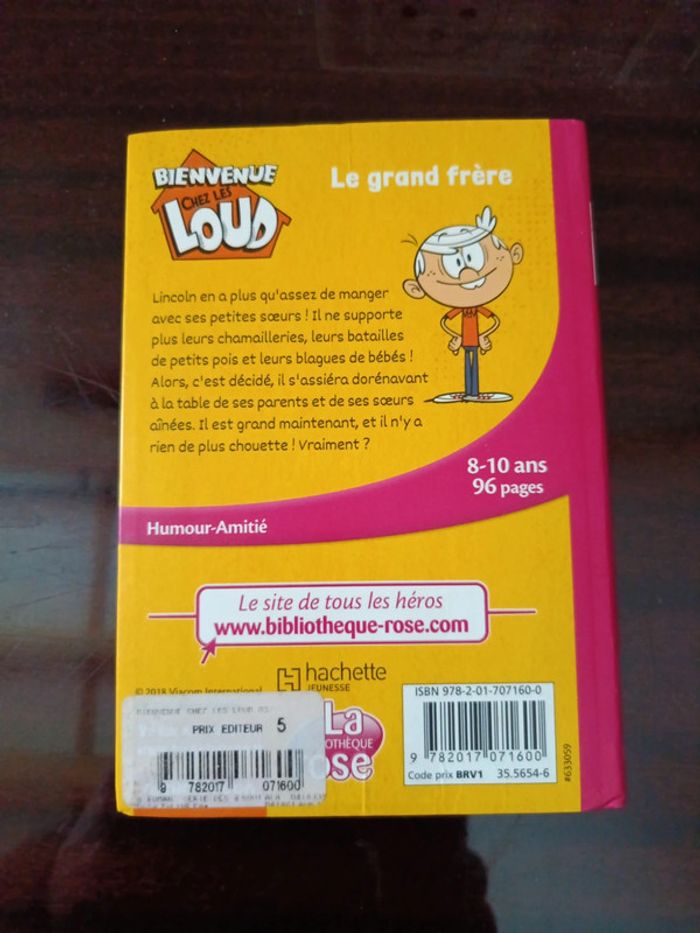 BIENVENUE
CHEZ LES
LOUD
Le grand frère
Lincoln en a plus qu'assez de manger
avec ses petites sœurs ! Il ne supporte
plus leurs chamailleries, leurs batailles
de petits pois et leurs blagues de bébés !
Alors, c'est décidé, il s'assiéra dorénavant
à la table de ses parents et de ses sœurs
aînées. Il est grand maintenant, et il n'y a
rien de plus chouette ! Vraiment ?
8-10 ans
96 pages
Humour-Amitié
Le site de tous les héros
www.bibliotheque-rose.com
hachette
JEUNESSE
© 2018 Viacom International
BIENVENUE CHEZ LES LOUD
PRIX EDITEUR 5
9 782017 071600
La
ISBN 978-2-01-707160-0
9 782017 071600
Code prix BRV1 35.5654-6
#633059